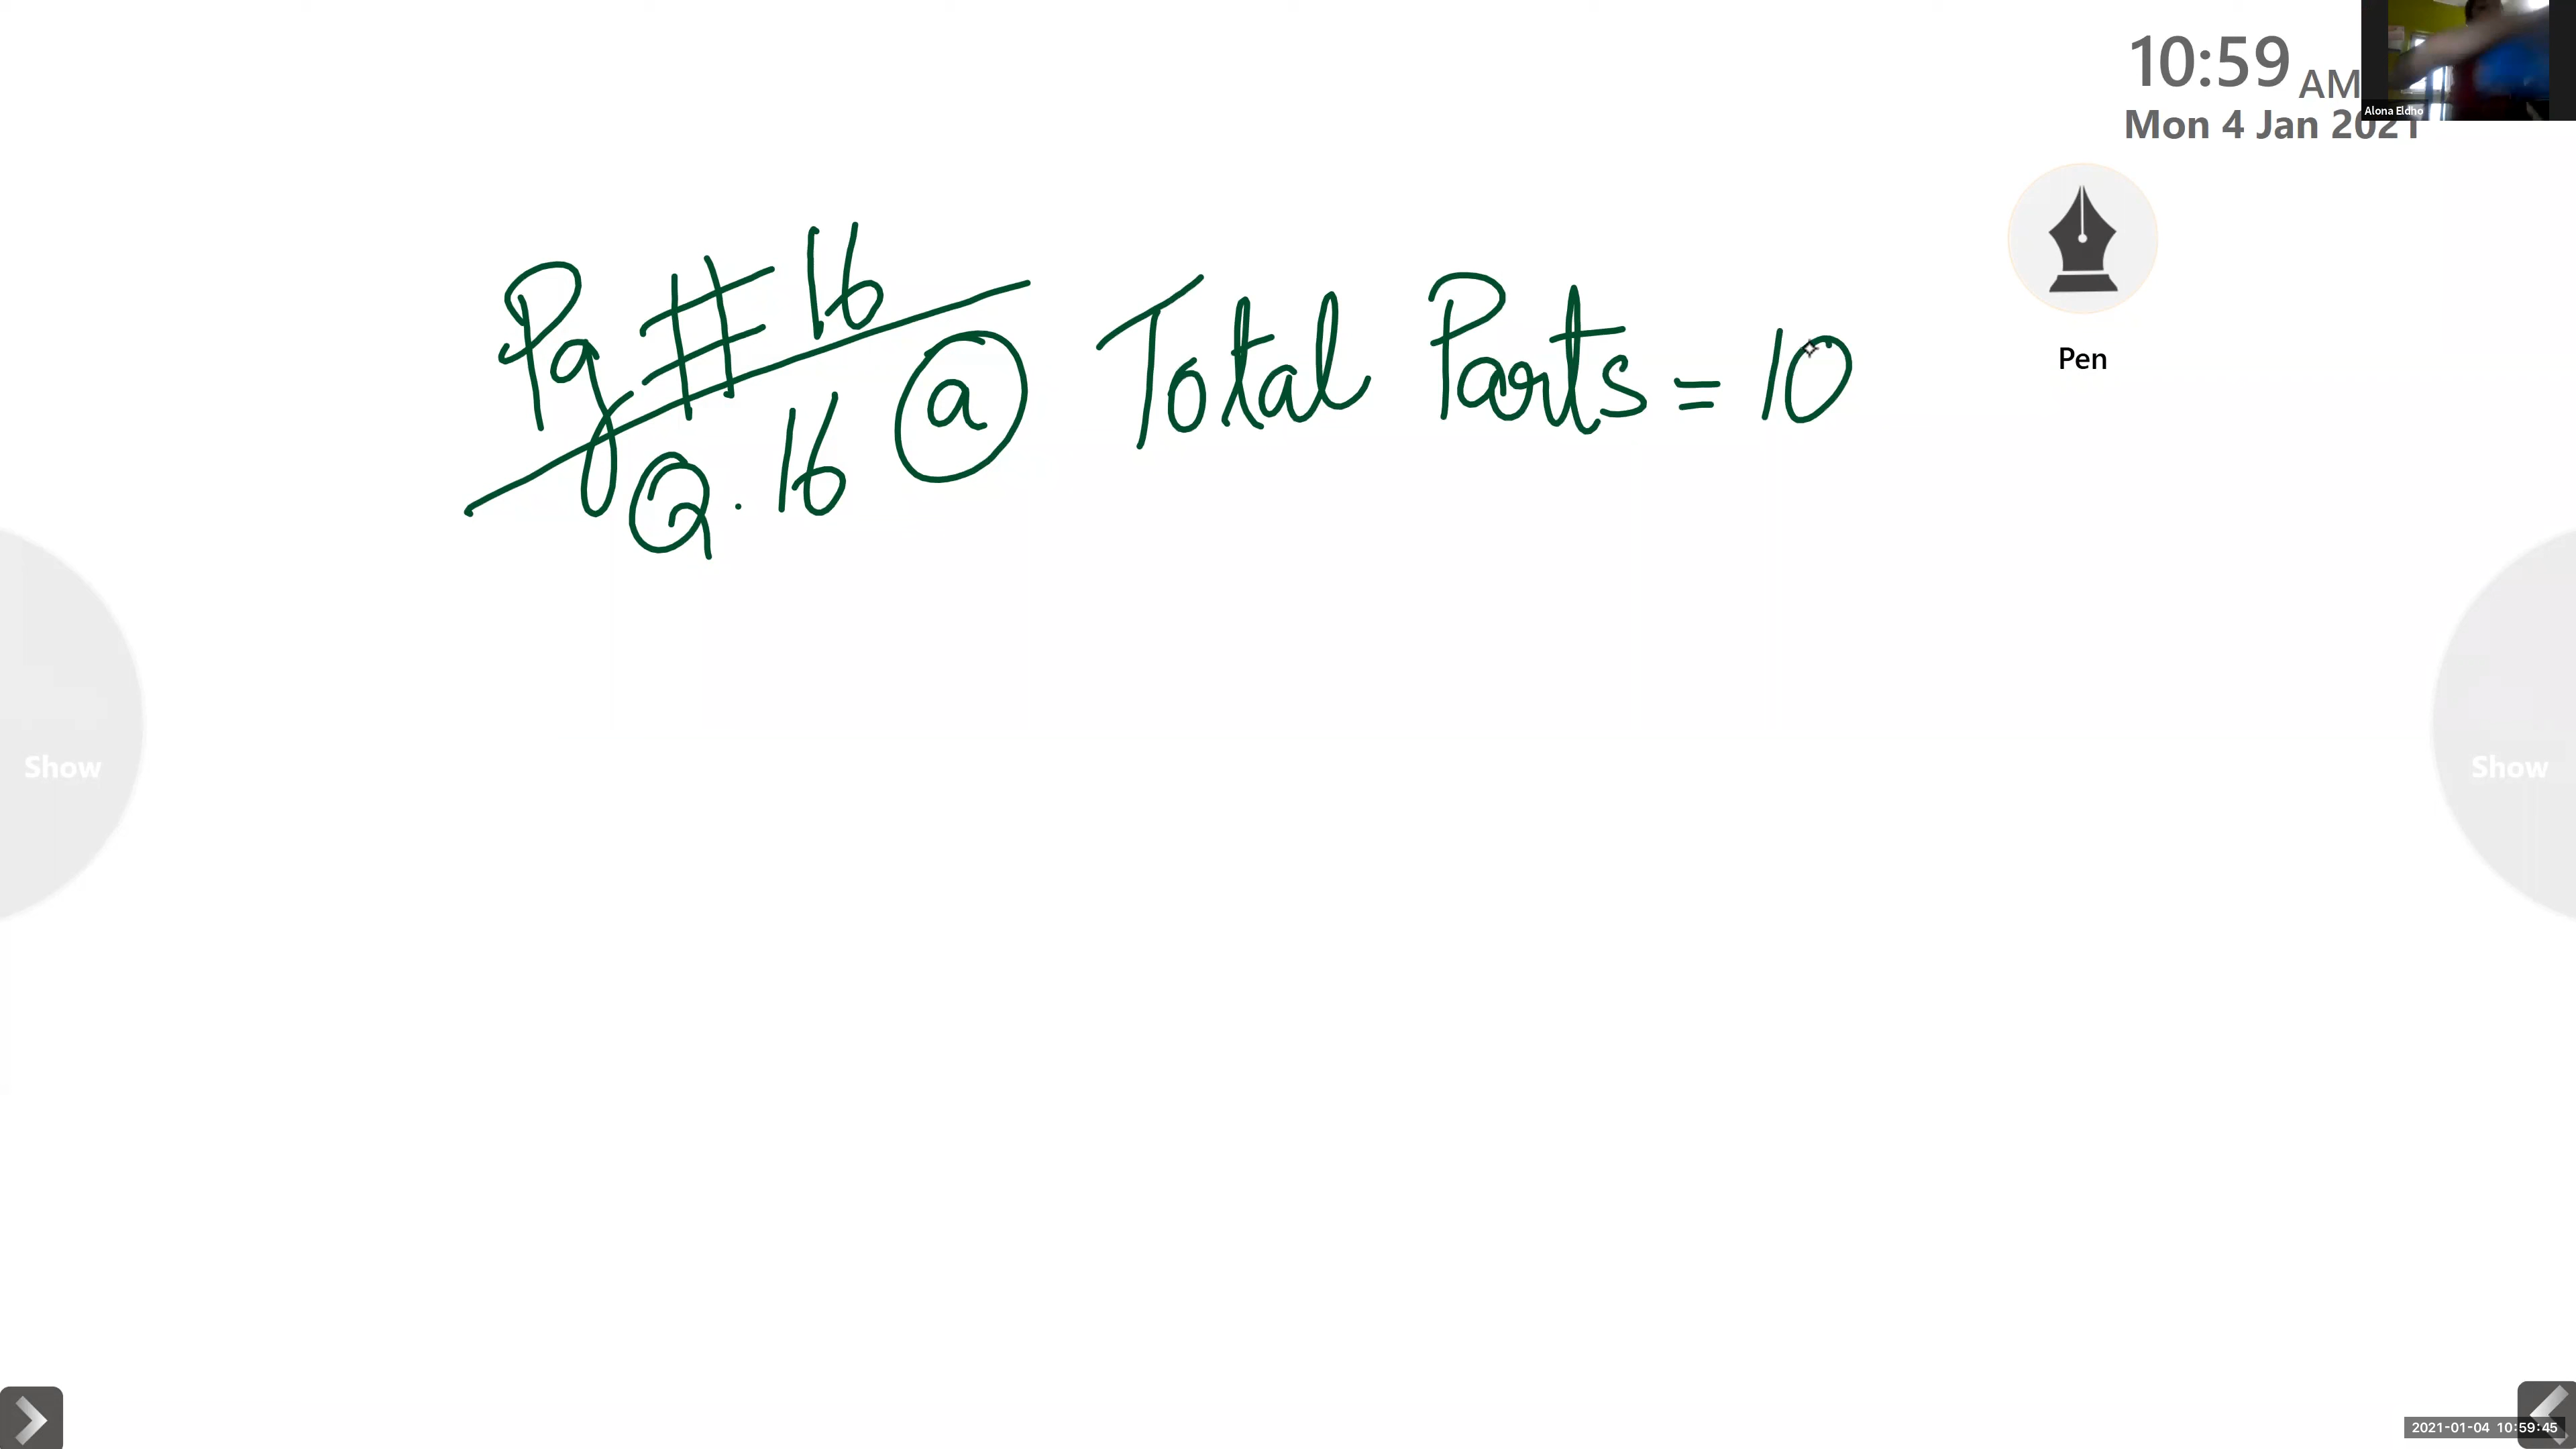 10:59 AM
Alona Eldho
Mon 4 Jan 2021
Pg # 16
Q. 16 a Total Parts = 10
Pen
Show
Show
2021-01-04 10:59:45